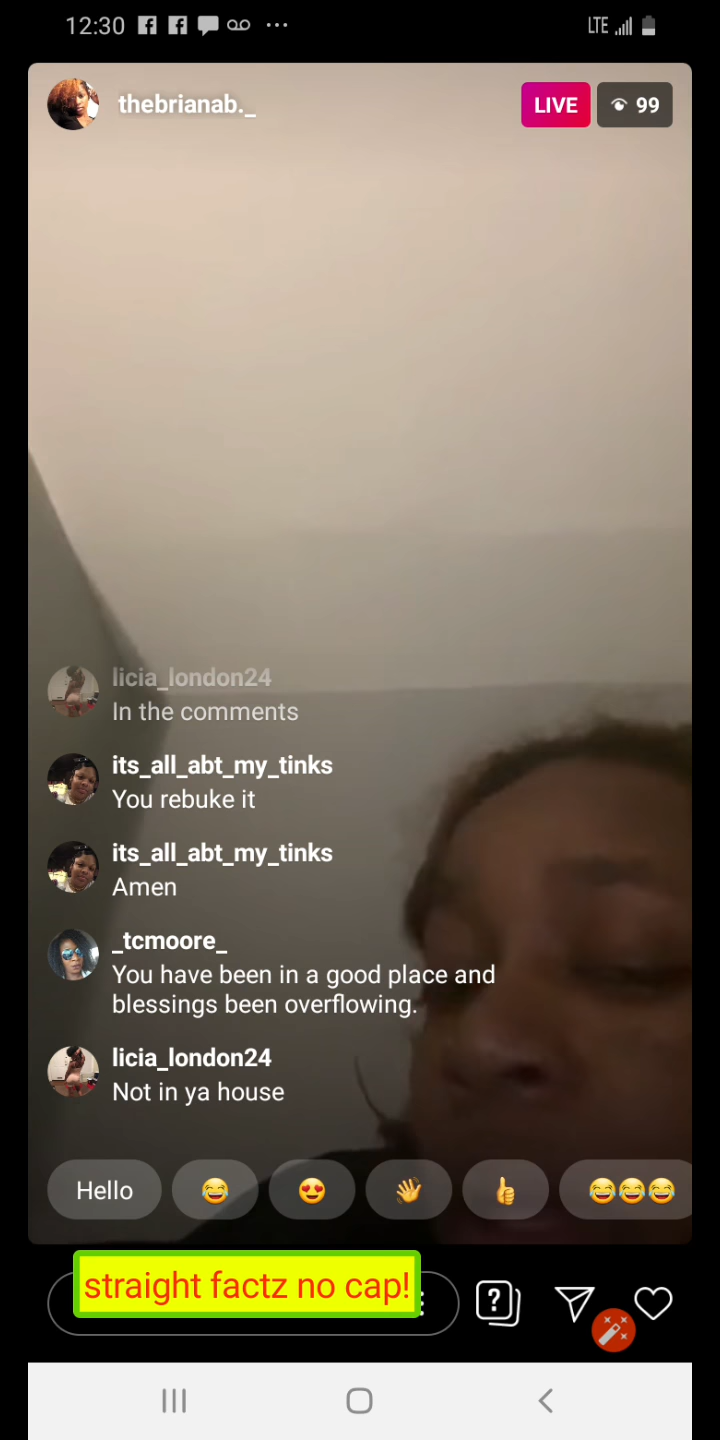 12:30
LTE
thebrianab._
LIVE
99
licia_london24
In the comments
its_all_abt_my_tinks
You rebuke it
its_all_abt_my_tinks
Amen
_tcmoore_
You have been in a good place and
blessings been overflowing.
licia_london24
Not in ya house
Hello
straight factz no cap!
?